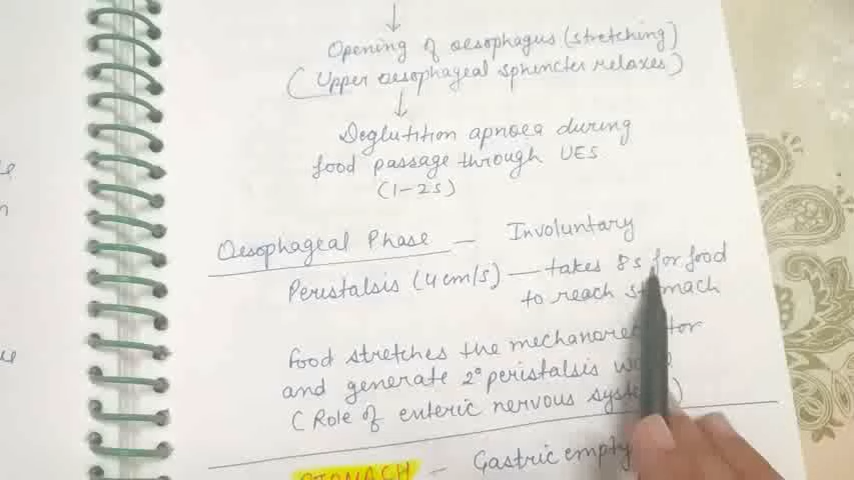 Opening of oesophagus (stretching)
(Upper oesophageal sphincter relaxes)
Deglutition apnoea during
food passage through UES
(1-2s)
Oesophageal Phase — Involuntary
Peristalsis (4cm/s) — takes 8s for food
to reach stomach
food stretches the
and generate 2° peristalsis
(Role of enteric nervous
STOMACH - Gastric